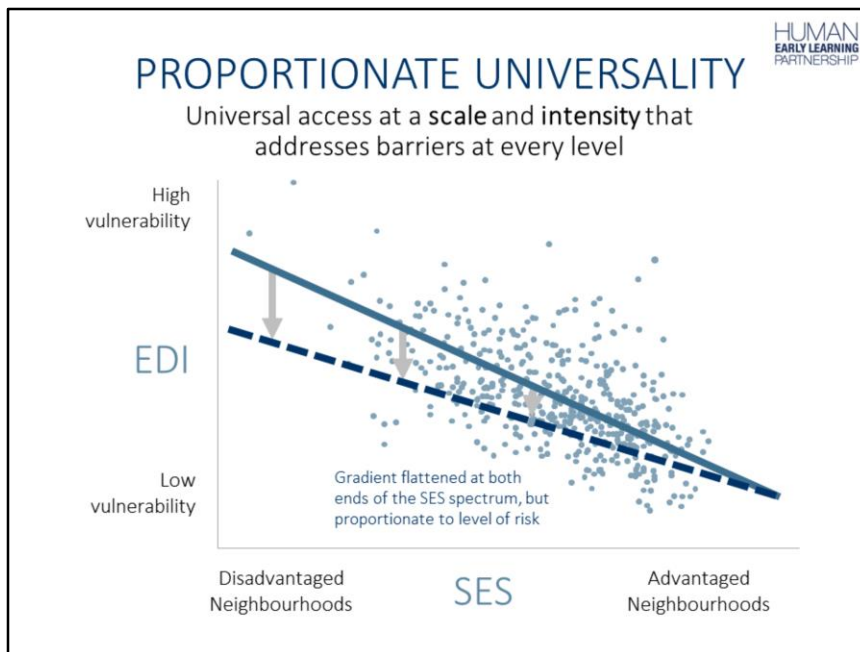 HUMAN
EARLY LEARNING
PARTNERSHIP
PROPORTIONATE UNIVERSALITY
Universal access at a scale and intensity that
addresses barriers at every level
High
vulnerability
EDI
Low
vulnerability
Gradient flattened at both
ends of the SES spectrum, but
proportionate to level of risk
Disadvantaged
Neighbourhoods
SES
Advantaged
Neighbourhoods